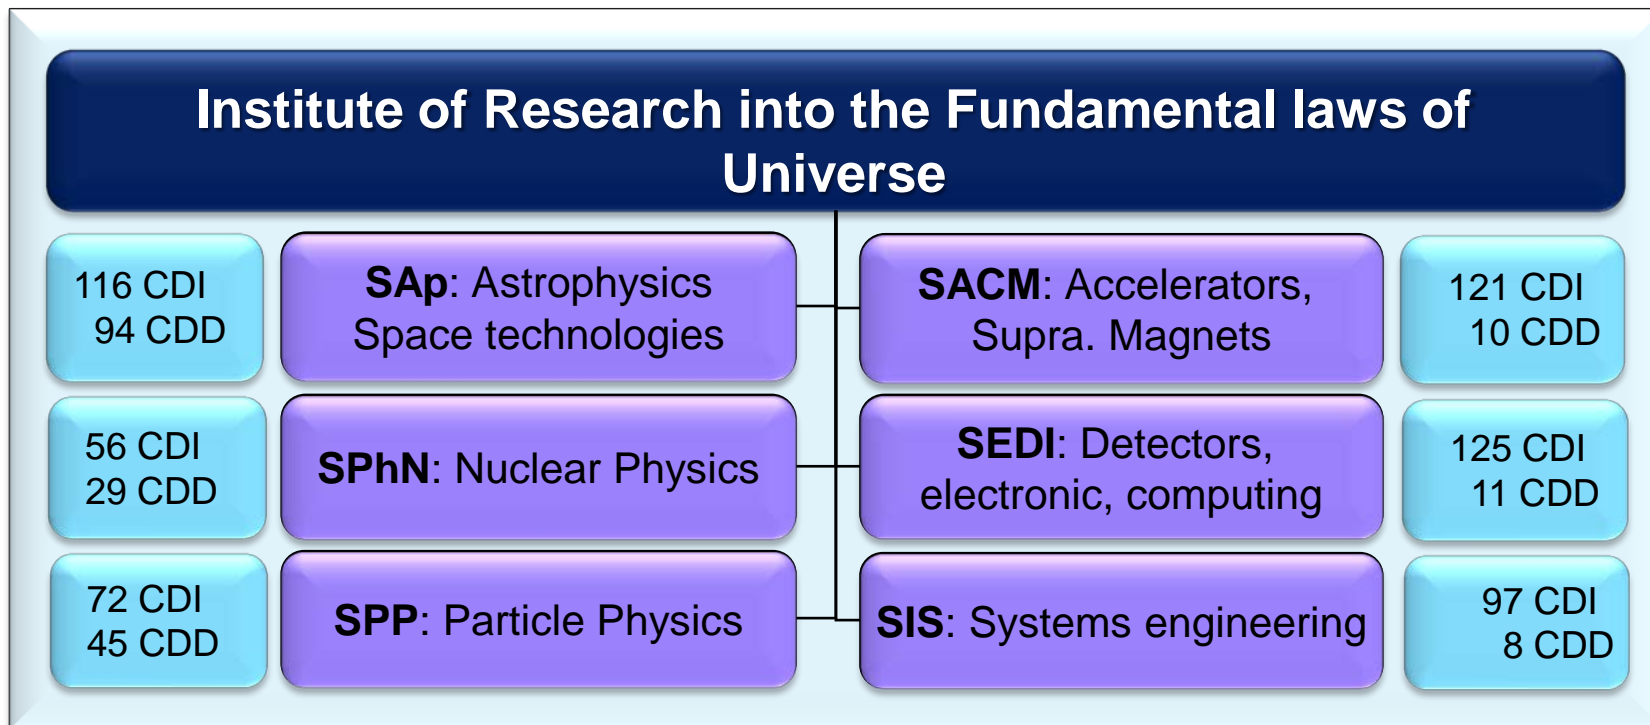 Institute of Research into the Fundamental laws of
Universe
116 CDI
94 CDD
SAp: Astrophysics
Space technologies
SACM: Accelerators,
Supra. Magnets
121 CDI
10 CDD
56 CDI
29 CDD
SPhN: Nuclear Physics
SEDI: Detectors,
electronic, computing
125 CDI
11 CDD
72 CDI
45 CDD
SPP: Particle Physics
SIS: Systems engineering
97 CDI
8 CDD